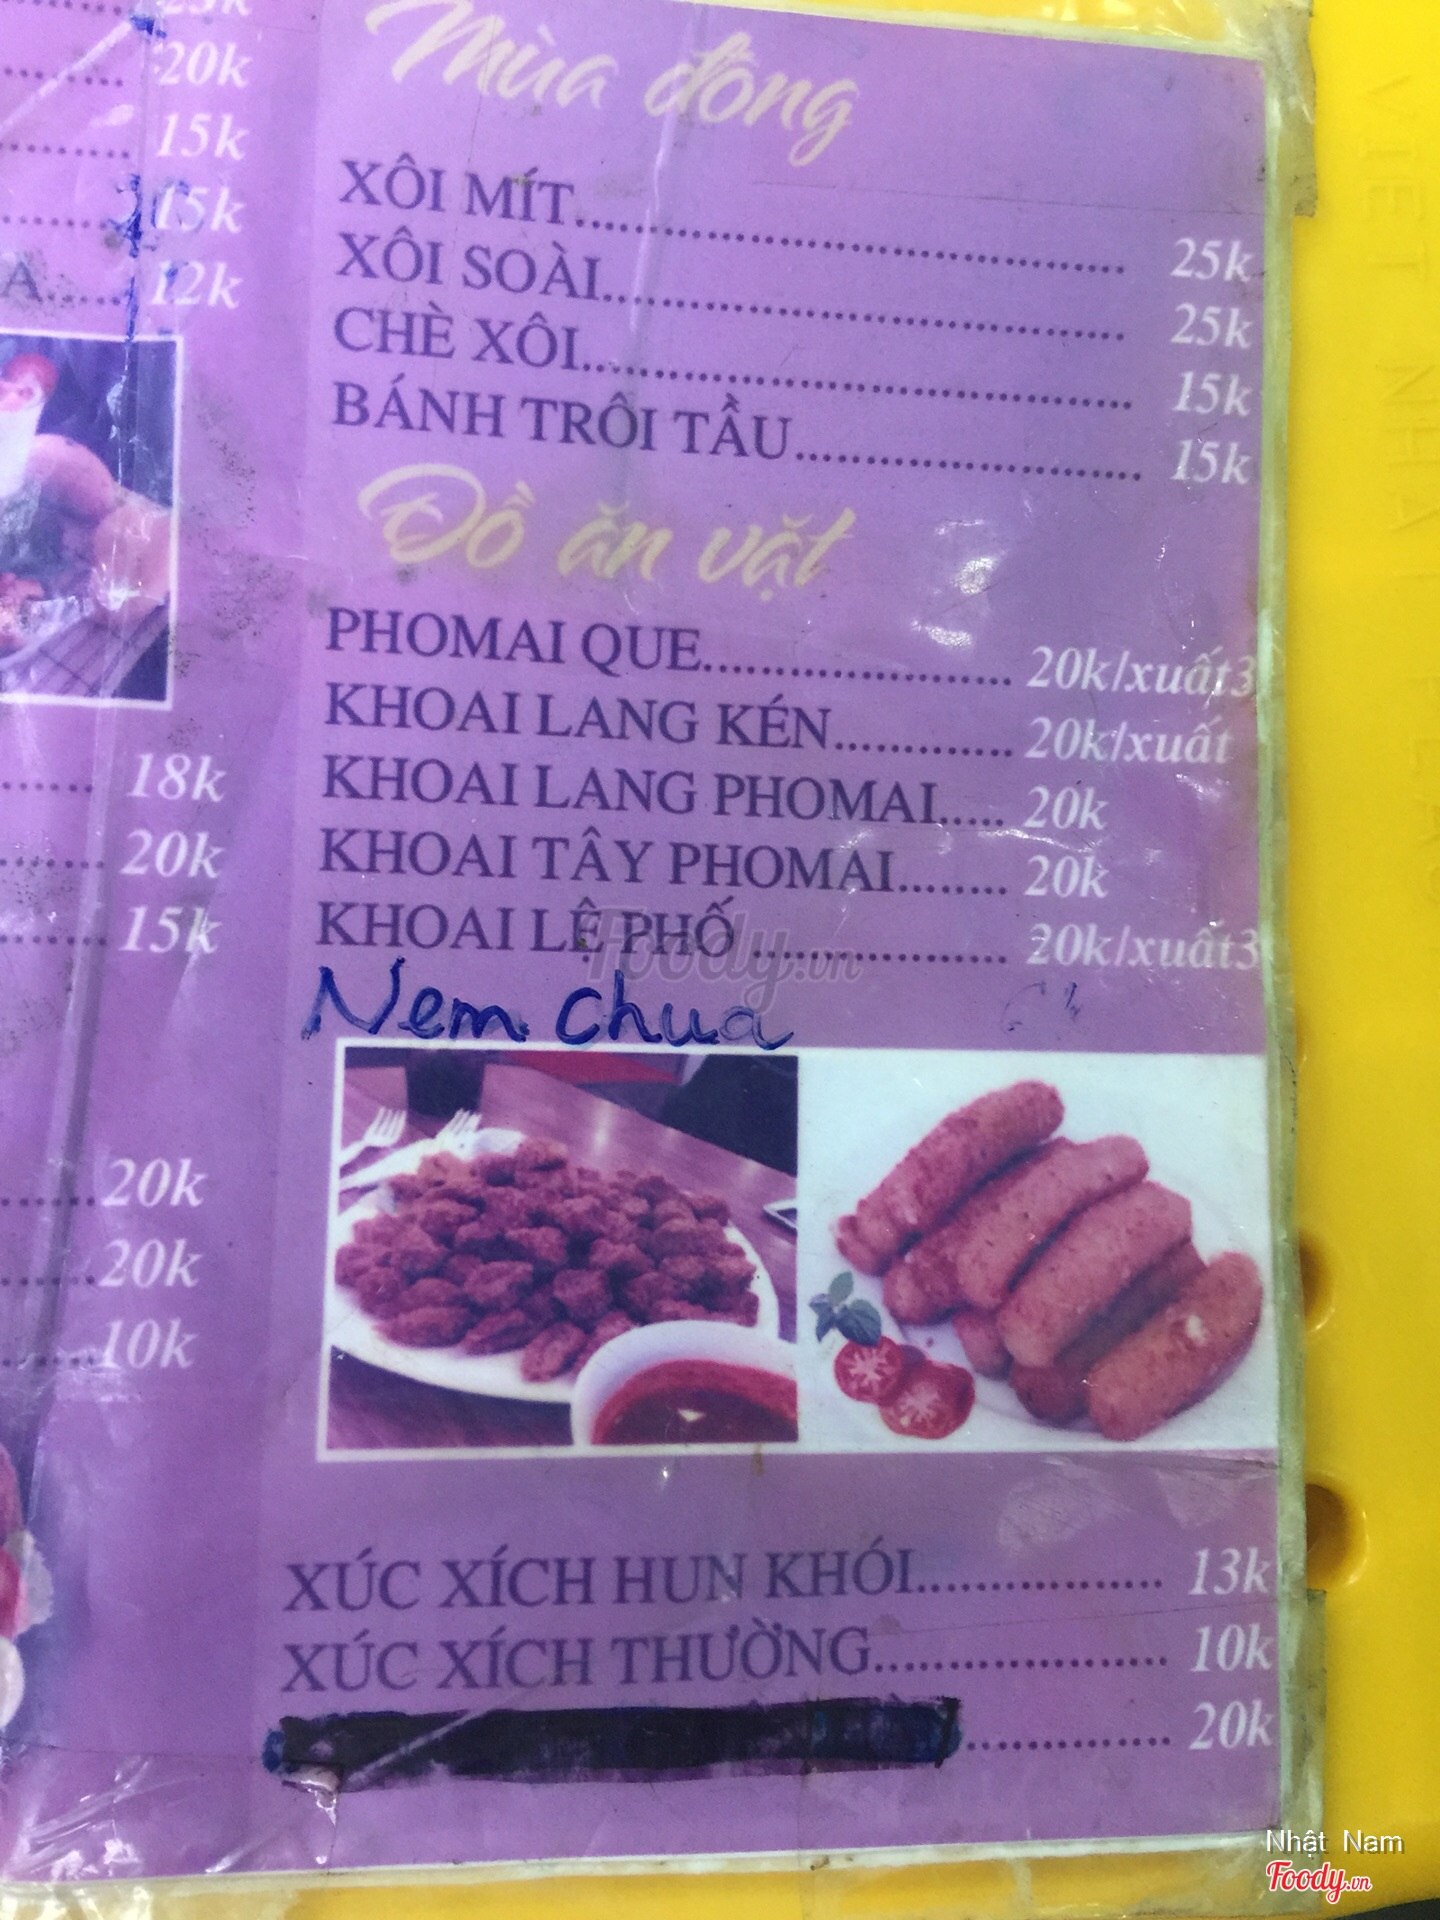 20k
15k
15k
A..... 12k
18k
20k
15k
20k
20k
10k
Mùa đông
XÔI MÍT........ 25k
XÔI SOÀI........ 25k
CHÈ XÔI........ 15k
BÁNH TRÔI TẦU........ 15k
Đồ ăn vặt
PHOMAI QUE........ 20k/xuất3
KHOAI LANG KÉN........ 20k/xuất
KHOAI LANG PHOMAI..... 20k
KHOAI TÂY PHOMAI........ 20k
KHOAI LỆ PHỐ ........ 20k/xuất3
Foody.vn
Nem chua
XÚC XÍCH HUN KHÓI........ 13k
XÚC XÍCH THƯỜNG........ 10k
........ 20k
Nhật Nam
Foody.vn